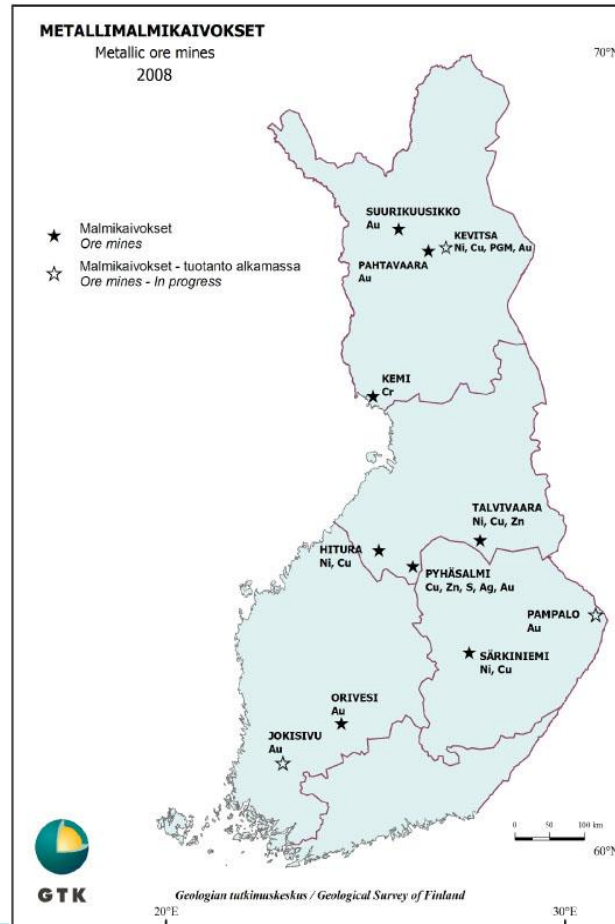 METALLIMALMIKAIVOKSET
Metallic ore mines
2008
70°N
Malmikaivokset
Ore mines
Malmikaivokset - tuotanto alkamassa
Ore mines - In progress
SUURIKUUSIKKO
Au
KEVITSA
Ni, Cu, PGM, Au
PAHTAVAARA
Au
KEMI
Cr
TALVIVAARA
Ni, Cu, Zn
HITURA
Ni, Cu
PYHÄSALMI
Cu, Zn, S, Ag, Au
PAMPALO
Au
SÄRKINIEMI
Ni, Cu
ORIVESI
Au
JOKISIVU
Au
0 50 100 km
60°N
GTK
Geologian tutkimuskeskus / Geological Survey of Finland
20°E
30°E